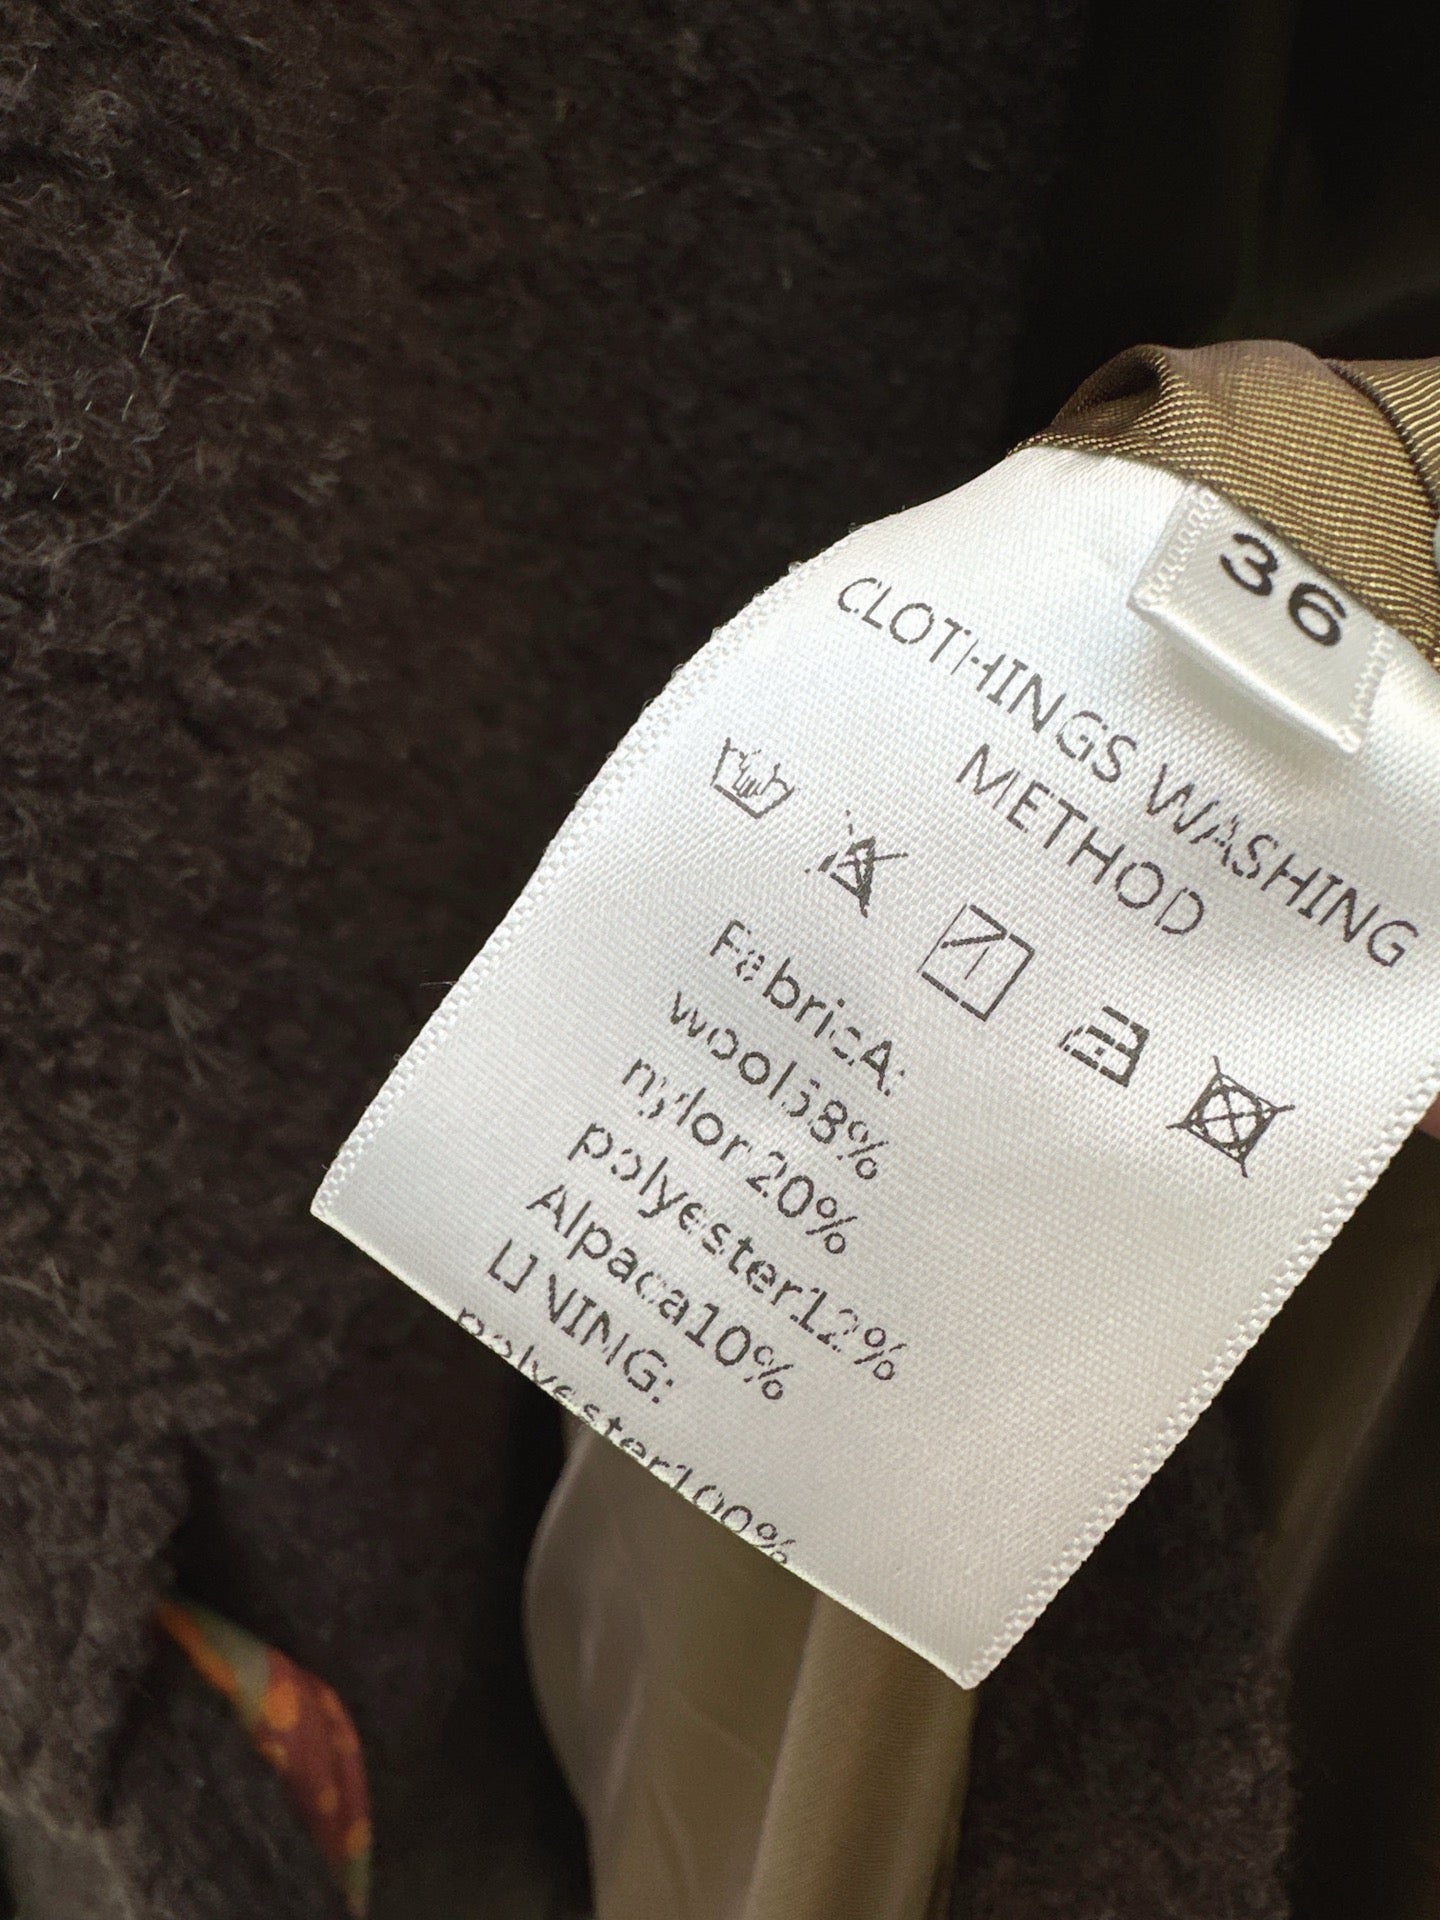 36
CLOTHINGS WASHING
METHOD
FabricA:
wool58%
nylon20%
polyester12%
Alpaca10%
LINING:
polyester100%